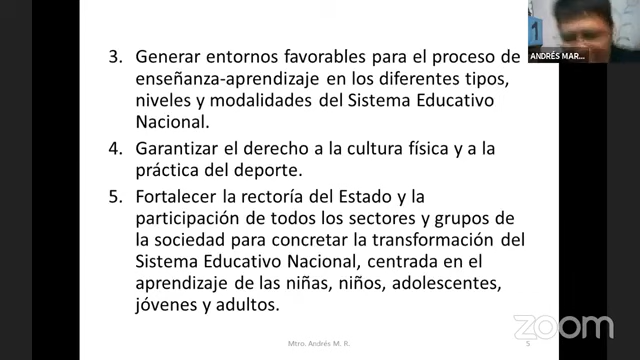 3. Generar entornos favorables para el proceso de
enseñanza-aprendizaje en los diferentes tipos,
niveles y modalidades del Sistema Educativo
Nacional.
4. Garantizar el derecho a la cultura física y a la
práctica del deporte.
5. Fortalecer la rectoría del Estado y la
participación de todos los sectores y grupos de
la sociedad para concretar la transformación del
Sistema Educativo Nacional, centrada en el
aprendizaje de las niñas, niños, adolescentes,
jóvenes y adultos.
Mtro. Andrés M. R.
5
1
ANDRÉS MAR...
zoom